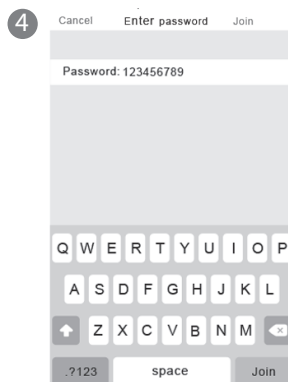 4
Cancel Enter password Join
Password: 123456789
Q W E R T Y U I O P
A S D F G H J K L
Z X C V B N M
.?123 space Join